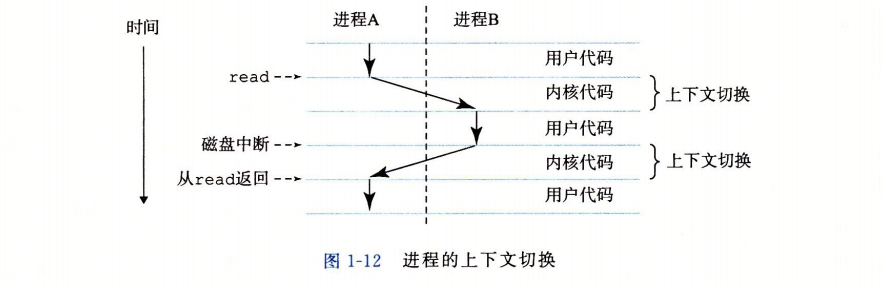 进程A
进程B
时间
用户代码
read
内核代码
上下文切换
用户代码
磁盘中断
内核代码
上下文切换
从read返回
用户代码
图 1-12 进程的上下文切换